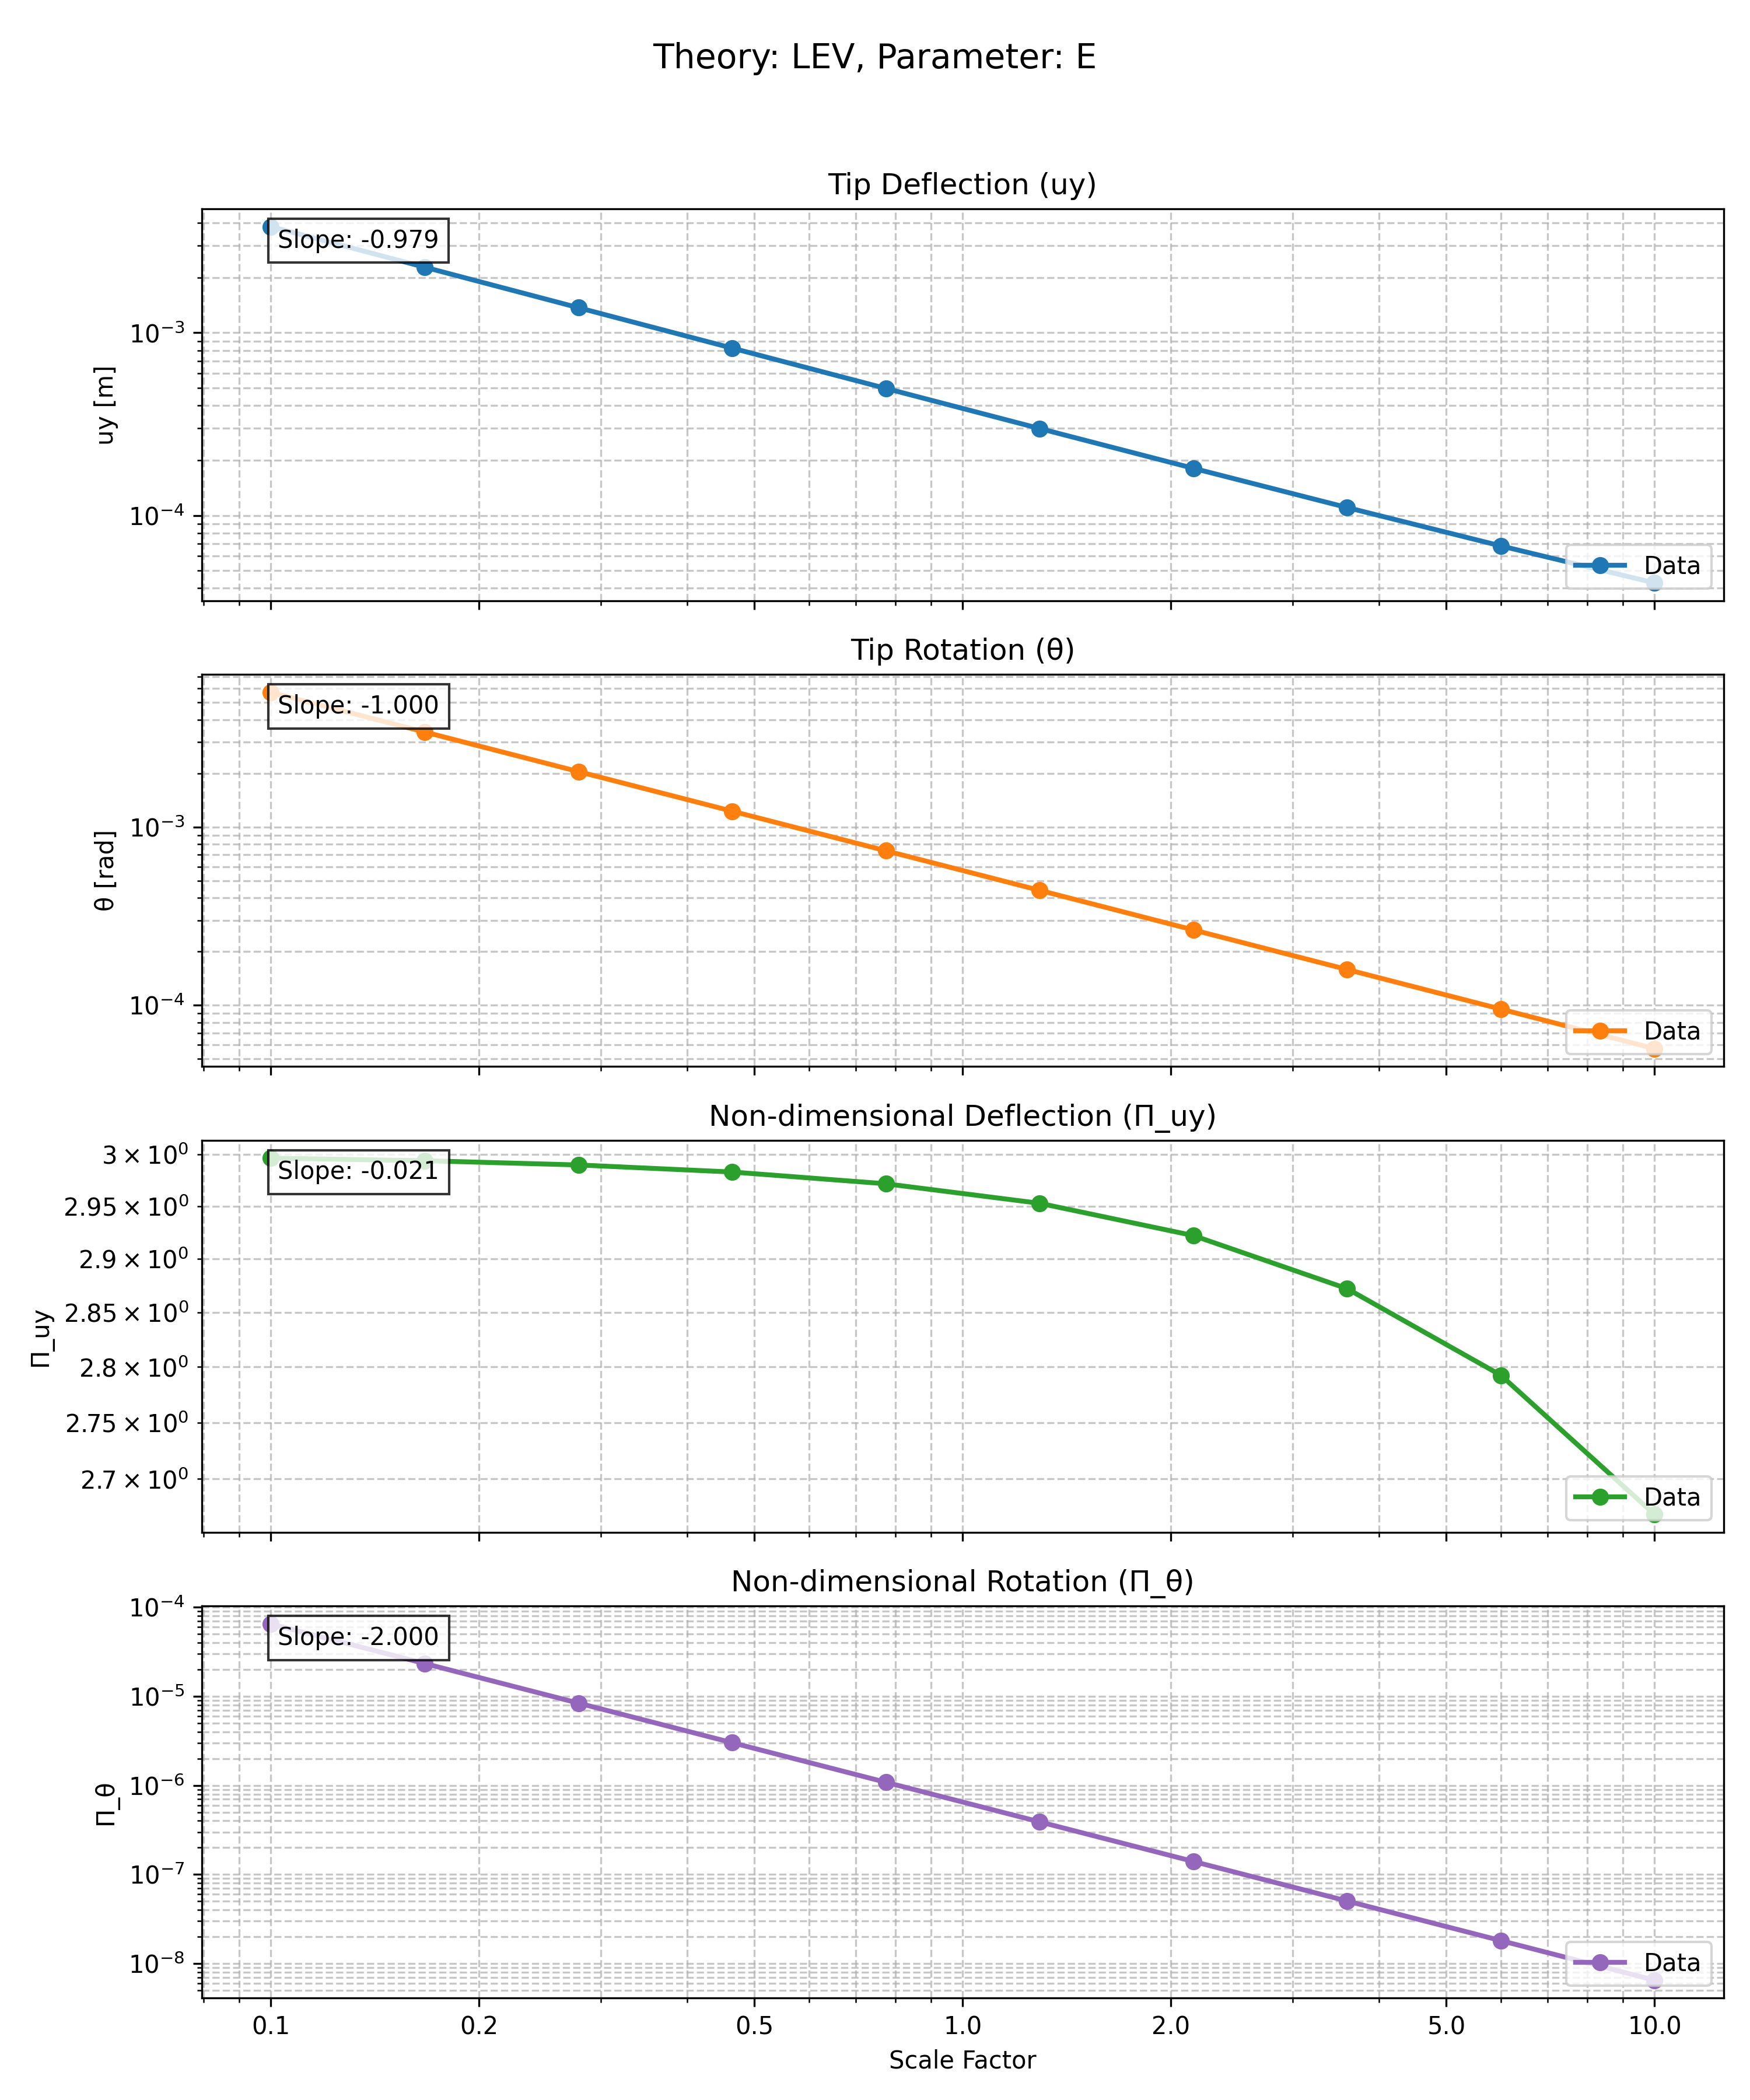 Theory: LEV, Parameter: E
Tip Deflection (uy)
Slope: -0.979
10⁻³
10⁻⁴
uy [m]
Data
Tip Rotation (θ)
Slope: -1.000
10⁻³
10⁻⁴
θ [rad]
Data
Non-dimensional Deflection (Π_uy)
Slope: -0.021
3 × 10⁰
2.95 × 10⁰
2.9 × 10⁰
2.85 × 10⁰
2.8 × 10⁰
2.75 × 10⁰
2.7 × 10⁰
Π_uy
Data
Non-dimensional Rotation (Π_θ)
Slope: -2.000
10⁻⁴
10⁻⁵
10⁻⁶
10⁻⁷
10⁻⁸
Π_θ
Data
0.1 0.2 0.5 1.0 2.0 5.0 10.0
Scale Factor